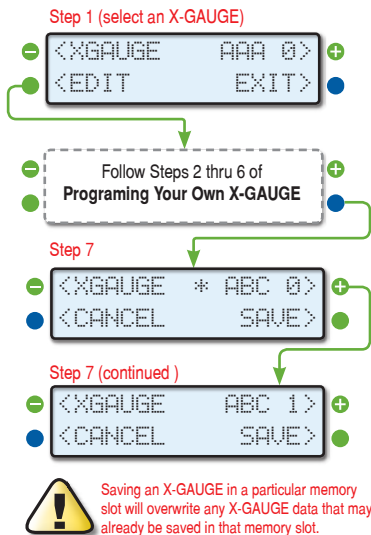 Step 1 (select an X-GAUGE)
<XGAUGE AAA 0>
<EDIT EXIT>
Follow Steps 2 thru 6 of
Programing Your Own X-GAUGE
Step 7
<XGAUGE * ABC 0>
<CANCEL SAVE>
Step 7 (continued )
<XGAUGE ABC 1>
<CANCEL SAVE>
Saving an X-GAUGE in a particular memory
slot will overwrite any X-GAUGE data that may
already be saved in that memory slot.